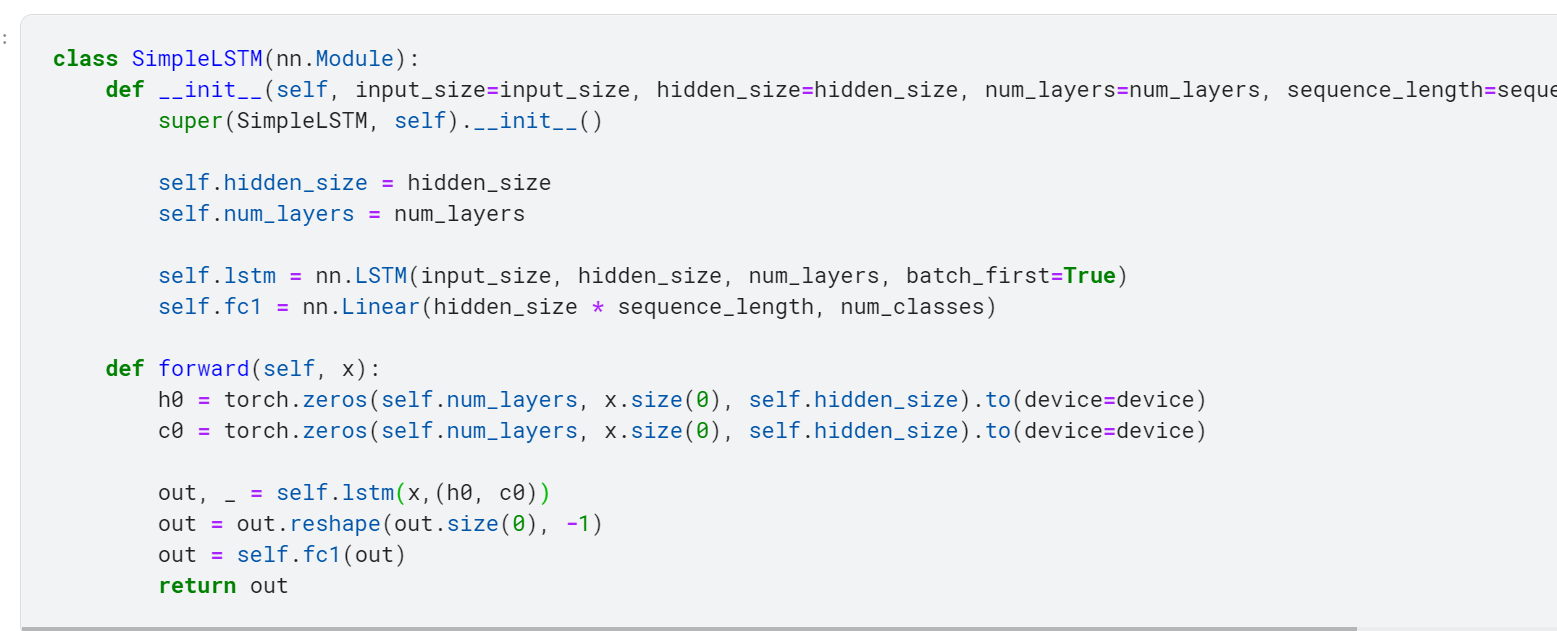 :
class SimpleLSTM(nn.Module):
    def __init__(self, input_size=input_size, hidden_size=hidden_size, num_layers=num_layers, sequence_length=seque
        super(SimpleLSTM, self).__init__()

        self.hidden_size = hidden_size
        self.num_layers = num_layers

        self.lstm = nn.LSTM(input_size, hidden_size, num_layers, batch_first=True)
        self.fc1 = nn.Linear(hidden_size * sequence_length, num_classes)

    def forward(self, x):
        h0 = torch.zeros(self.num_layers, x.size(0), self.hidden_size).to(device=device)
        c0 = torch.zeros(self.num_layers, x.size(0), self.hidden_size).to(device=device)

        out, _ = self.lstm(x,(h0, c0))
        out = out.reshape(out.size(0), -1)
        out = self.fc1(out)
        return out